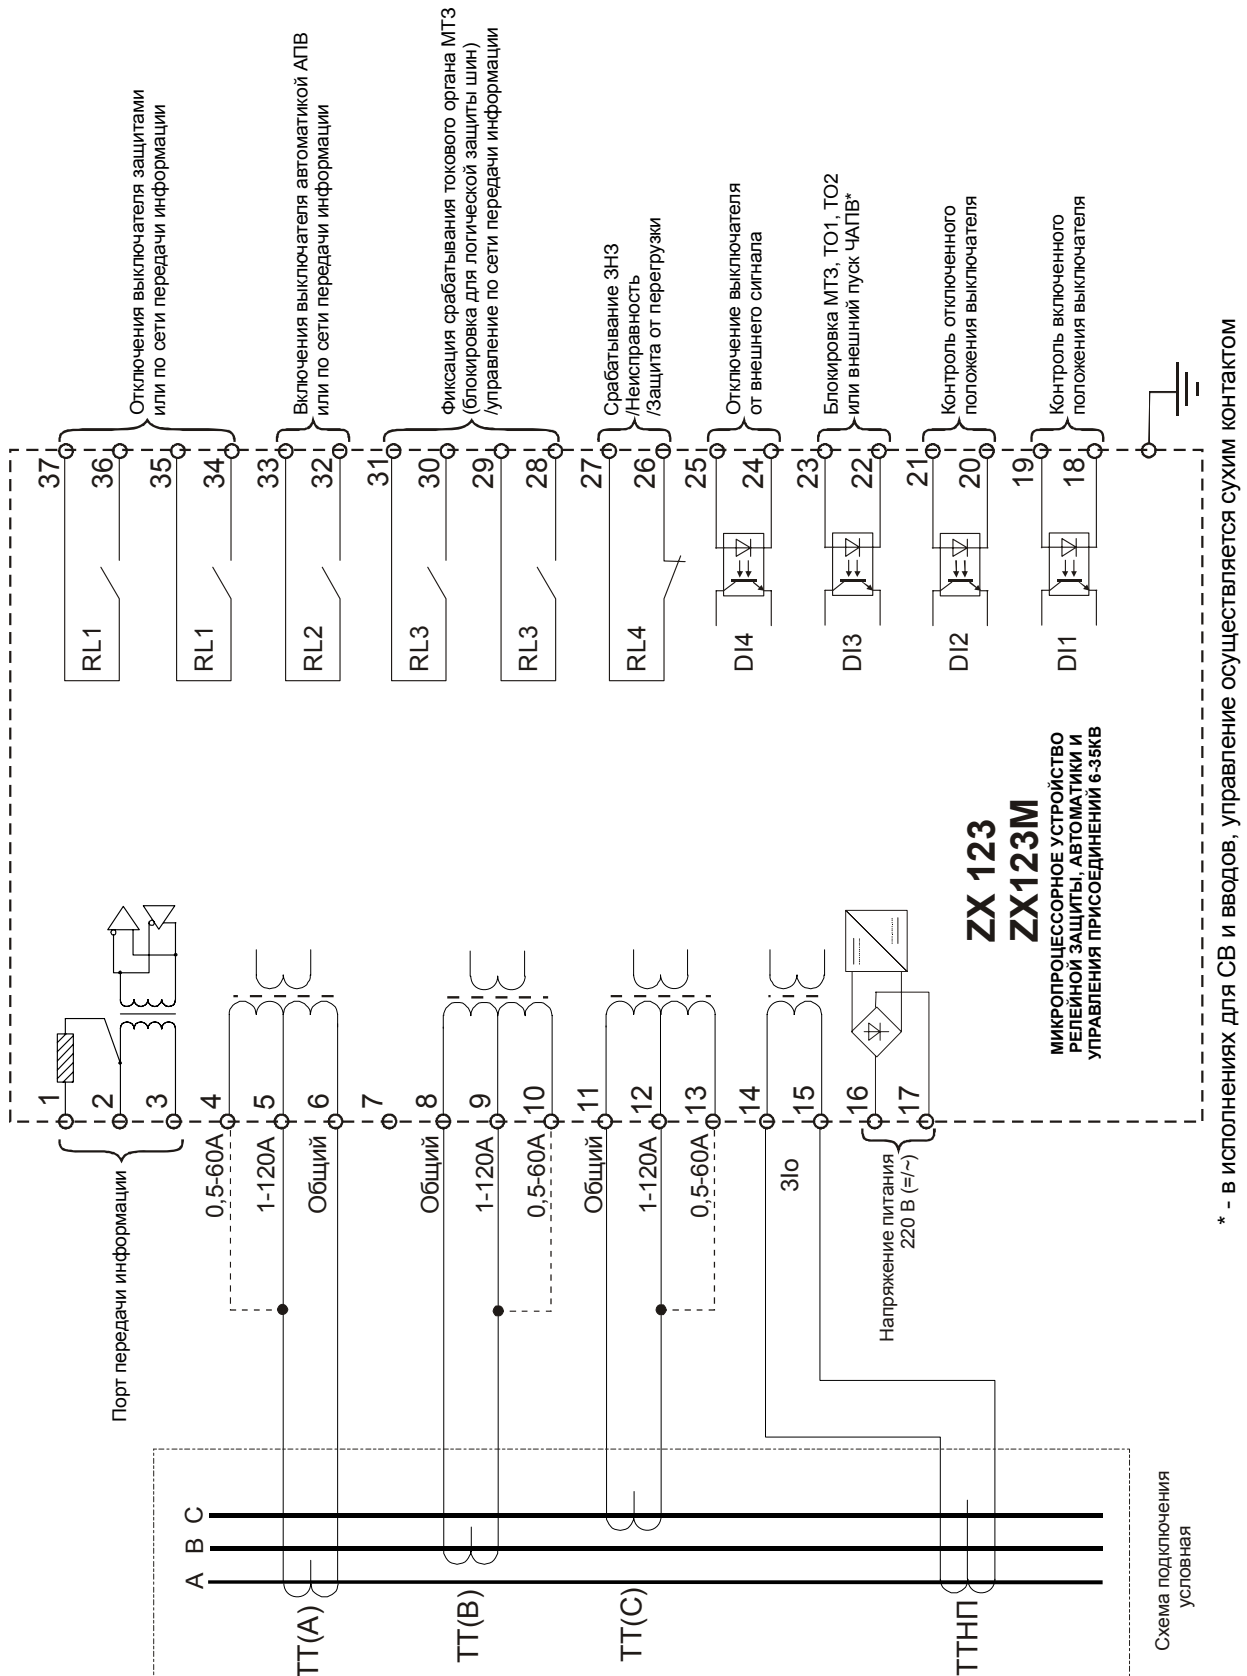 Отключения выключателя защитами
или по сети передачи информации
Включения выключателя автоматикой АПВ
или по сети передачи информации
Фиксация срабатывания токового органа МТЗ
(блокировка для логической защиты шин)
/управление по сети передачи информации
Срабатывание ЗНЗ
/Неисправность
/Защита от перегрузки
Отключение выключателя
от внешнего сигнала
Блокировка МТЗ, ТО1, ТО2
или внешний пуск ЧАПВ*
Контроль отключенного
положения выключателя
Контроль включенного
положения выключателя
37
36
35
34
33
32
31
30
29
28
27
26
25
24
23
22
21
20
19
18
RL1
RL1
RL2
RL3
RL3
RL4
DI4
DI3
DI2
DI1
ZX 123
ZX123M
МИКРОПРОЦЕССОРНОЕ УСТРОЙСТВО
РЕЛЕЙНОЙ ЗАЩИТЫ, АВТОМАТИКИ И
УПРАВЛЕНИЯ ПРИСОЕДИНЕНИЙ 6-35КВ
1
2
3
4
5
6
7
8
9
10
11
12
13
14
15
16
17
Порт передачи информации
0,5-60А
1-120А
Общий
Общий
1-120А
0,5-60А
Общий
1-120А
0,5-60А
3Io
Напряжение питания
220 В (=/~)
A
B
C
ТТ(А)
ТТ(В)
ТТ(С)
ТТНП
Схема подключения
условная
* - в исполнениях для СВ и вводов, управление осуществляется сухим контактом